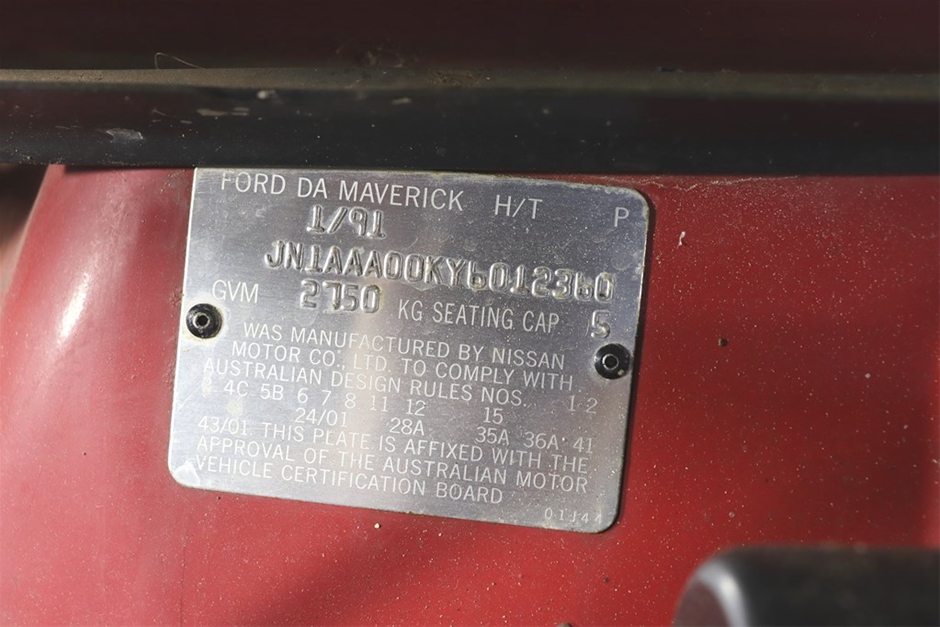 FORD DA MAVERICK H/T P
1/91
JN1AAA00KY6012360
GVM 2750 KG SEATING CAP 5
WAS MANUFACTURED BY NISSAN
MOTOR CO., LTD. TO COMPLY WITH
AUSTRALIAN DESIGN RULES NOS. 1 2
4C 5B 6 7 8 11 12 15
24/01 28A 35A 36A 41
43/01 THIS PLATE IS AFFIXED WITH THE
APPROVAL OF THE AUSTRALIAN MOTOR
VEHICLE CERTIFICATION BOARD
01J44